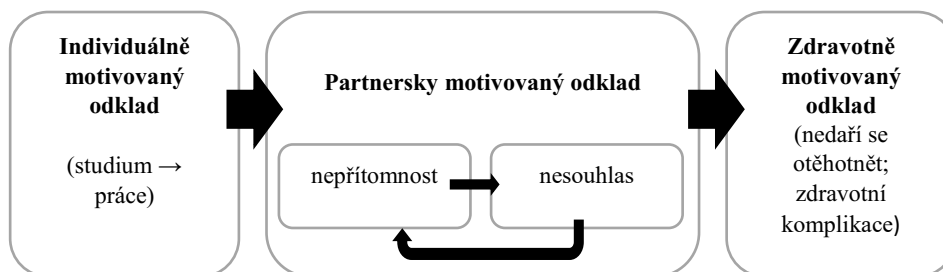 Individuálně
motivovaný
odklad
(studium →
práce)
Partnersky motivovaný odklad
nepřítomnost
nesouhlas
Zdravotně
motivovaný
odklad
(nedaří se
otěhotnět;
zdravotní
komplikace)